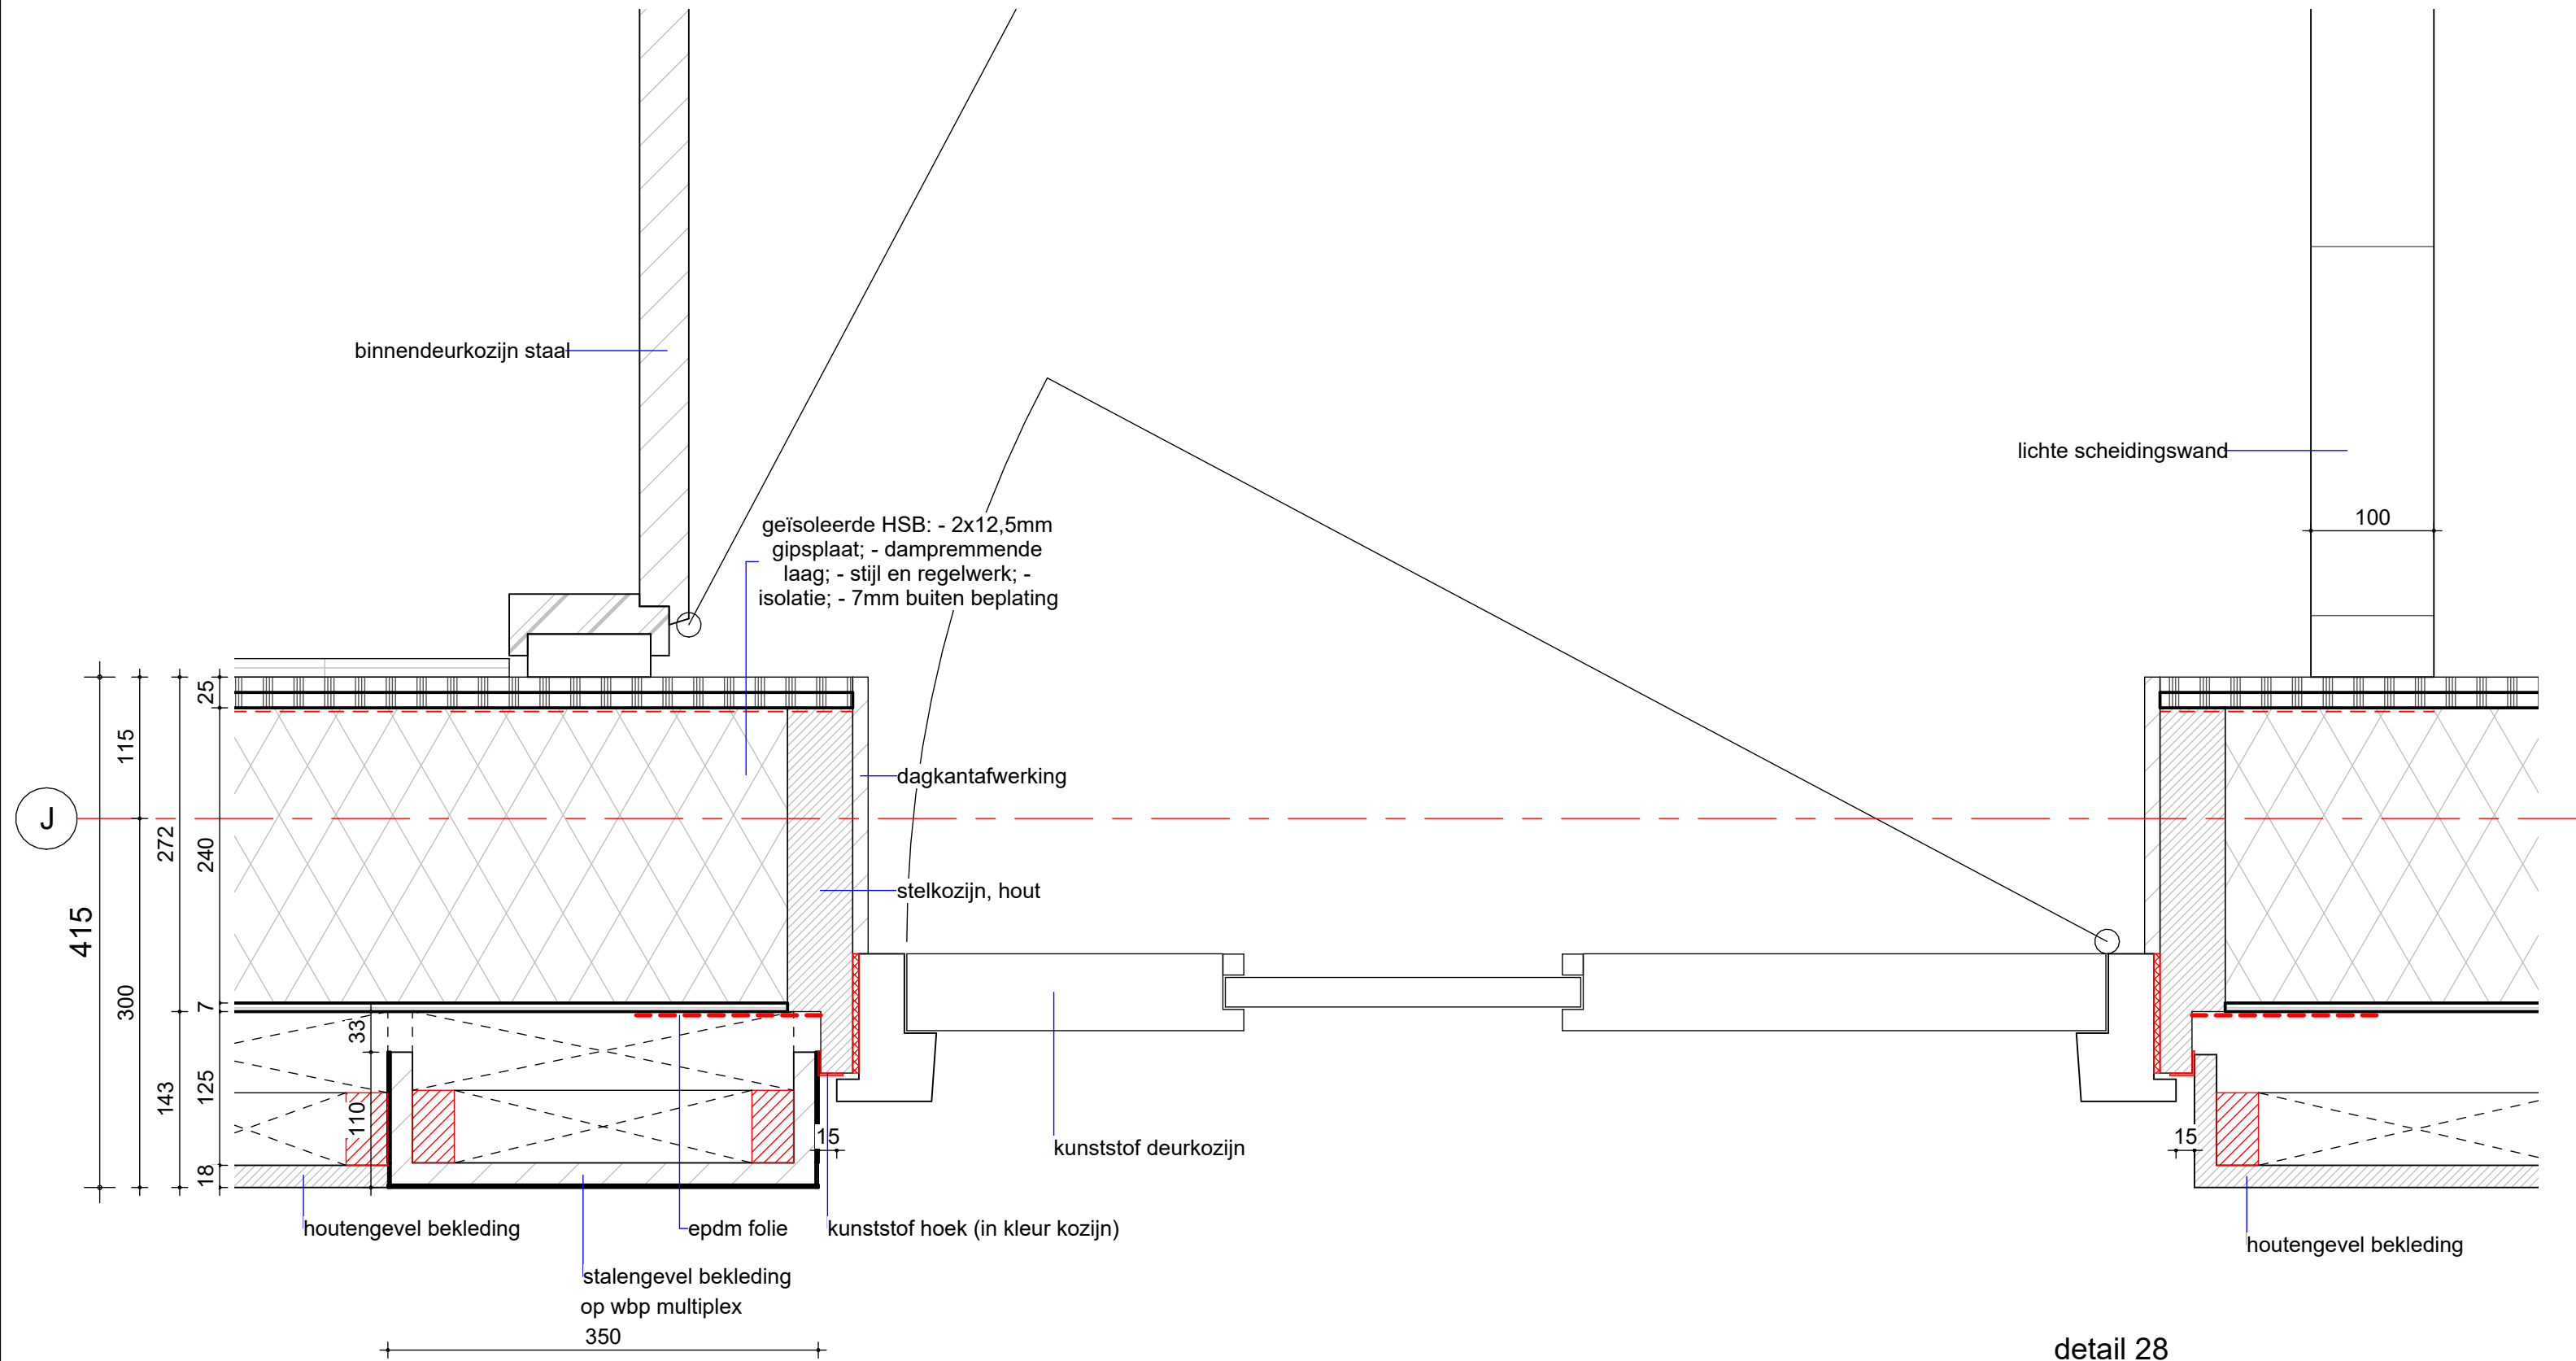 binnendeurkozijn staal
lichte scheidingswand
100
geïsoleerde HSB: - 2x12,5mm
gipsplaat; - dampremmende
laag; - stijl en regelwerk; -
isolatie; - 7mm buiten beplating
25
115
dagkantafwerking
J
272
240
stelkozijn, hout
415
300
7
33
143
125
110
15
15
kunststof deurkozijn
18
houtengevel bekleding
epdm folie
kunststof hoek (in kleur kozijn)
houtengevel bekleding
stalengevel bekleding
op wbp multiplex
350
detail 28